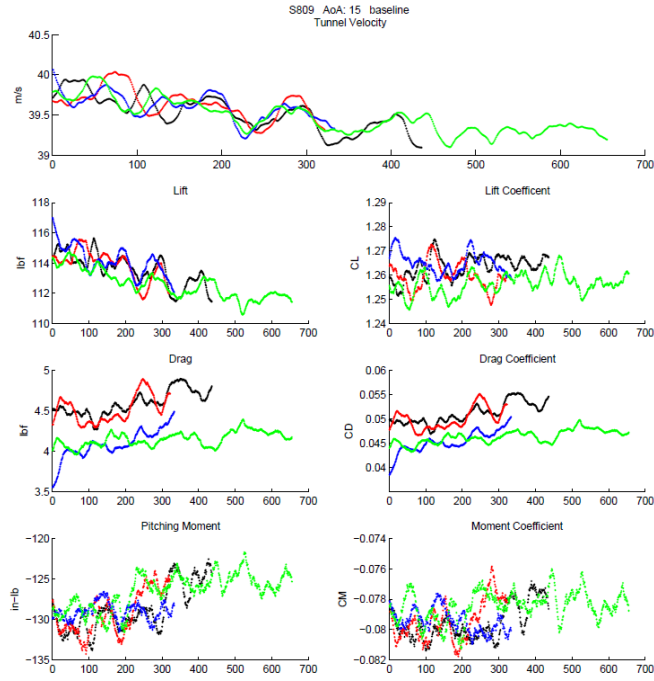 S809 AoA: 15 baseline
Tunnel Velocity
40.5
40
39.5
39
m/s
0 100 200 300 400 500 600 700
Lift
118
116
114
112
110
lbf
0 100 200 300 400 500 600 700
Lift Coefficent
1.29
1.28
1.27
1.26
1.25
1.24
CL
0 100 200 300 400 500 600 700
Drag
5
4.5
4
3.5
lbf
0 100 200 300 400 500 600 700
Drag Coefficient
0.06
0.055
0.05
0.045
0.04
CD
0 100 200 300 400 500 600 700
Pitching Moment
−120
−125
−130
−135
in−lb
0 100 200 300 400 500 600 700
Moment Coefficient
−0.074
−0.076
−0.078
−0.08
−0.082
CM
0 100 200 300 400 500 600 700